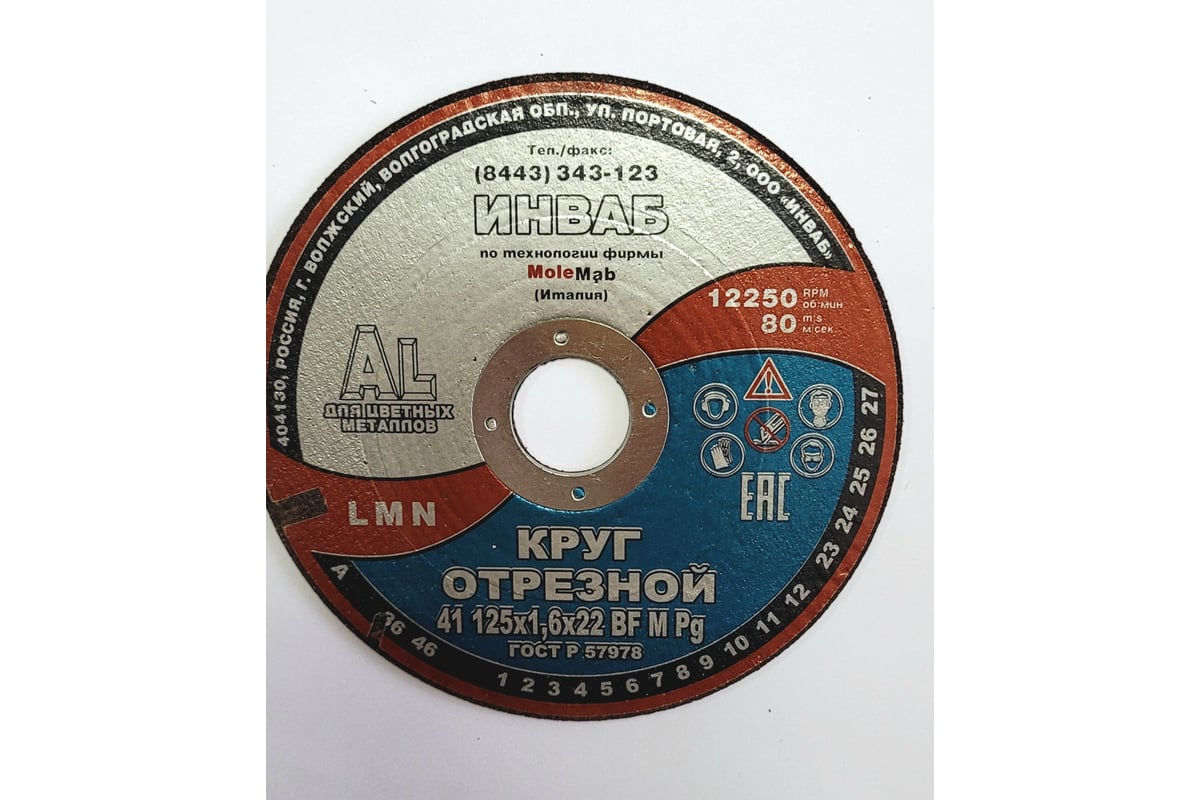 404130, РОССИЯ, Г. ВОЛЖСКИЙ, ВОЛГОГРАДСКАЯ ОБЛ., УЛ. ПОРТОВАЯ, 2, ООО «ИНВАБ»
Тел./факс:
(8443) 343-123
ИНВАБ
по технологии фирмы
MoleMab
(Италия)
12250 RPM об.мин
80 m|s м|сек.
AL
ДЛЯ ЦВЕТНЫХ
МЕТАЛЛОВ
L M N
EAC
КРУГ
ОТРЕЗНОЙ
41 125x1,6x22 BF M Pg
ГОСТ Р 57978
A 36 46 1 2 3 4 5 6 7 8 9 10 11 12 23 24 25 26 27